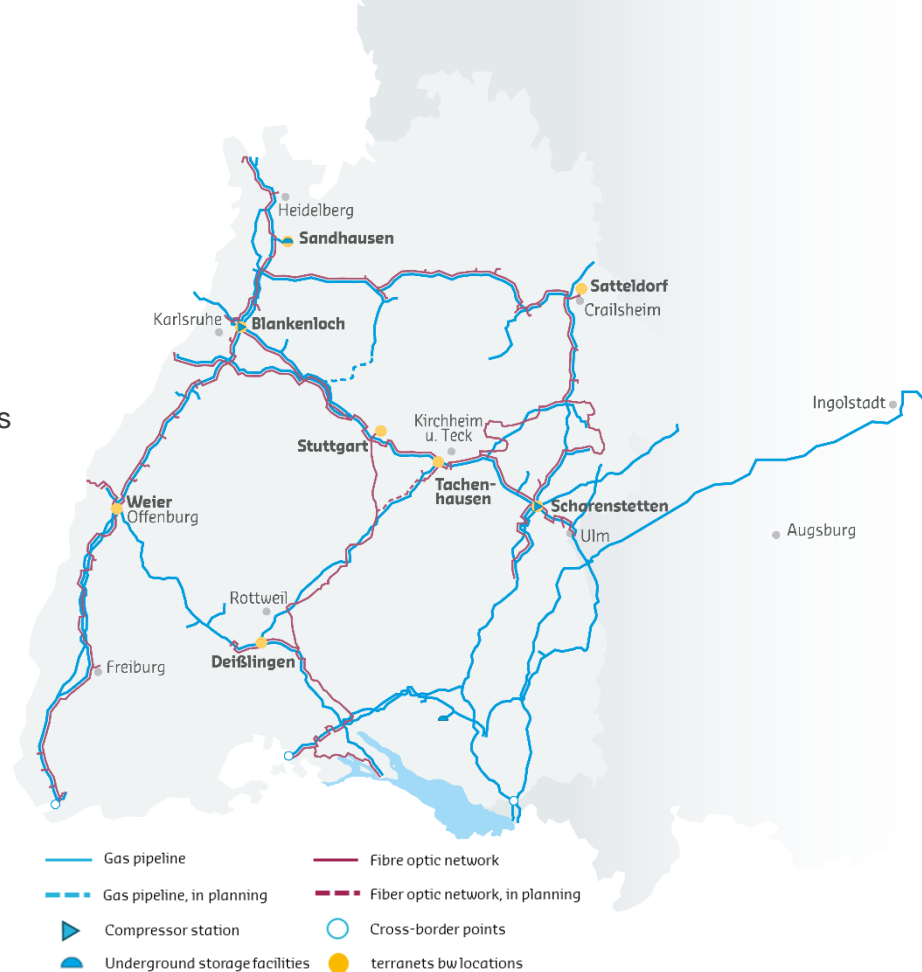 Heidelberg
Sandhausen
Satteldorf
Crailsheim
Karlsruhe
Blankenloch
s
Ingolstadt
Kirchheim
u. Teck
Stuttgart
Tachen-
hausen
Weier
Offenburg
Scharenstetten
Ulm
Augsburg
Rottweil
Deißlingen
Freiburg
Gas pipeline
Fibre optic network
Gas pipeline, in planning
Fiber optic network, in planning
Compressor station
Cross-border points
Underground storage facilities
terranets bw locations